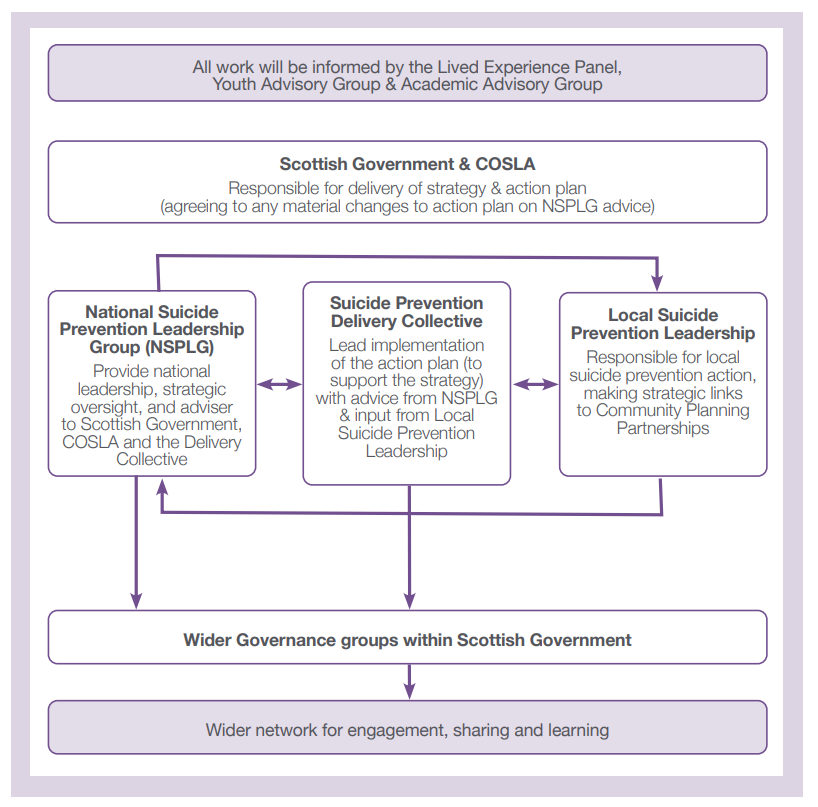 All work will be informed by the Lived Experience Panel,
Youth Advisory Group & Academic Advisory Group
Scottish Government & COSLA
Responsible for delivery of strategy & action plan
(agreeing to any material changes to action plan on NSPLG advice)
National Suicide
Prevention Leadership
Group (NSPLG)
Provide national
leadership, strategic
oversight, and adviser
to Scottish Government,
COSLA and the Delivery
Collective
Suicide Prevention
Delivery Collective
Lead implementation
of the action plan (to
support the strategy)
with advice from NSPLG
& input from Local
Suicide Prevention
Leadership
Local Suicide
Prevention Leadership
Responsible for local
suicide prevention action,
making strategic links
to Community Planning
Partnerships
Wider Governance groups within Scottish Government
Wider network for engagement, sharing and learning